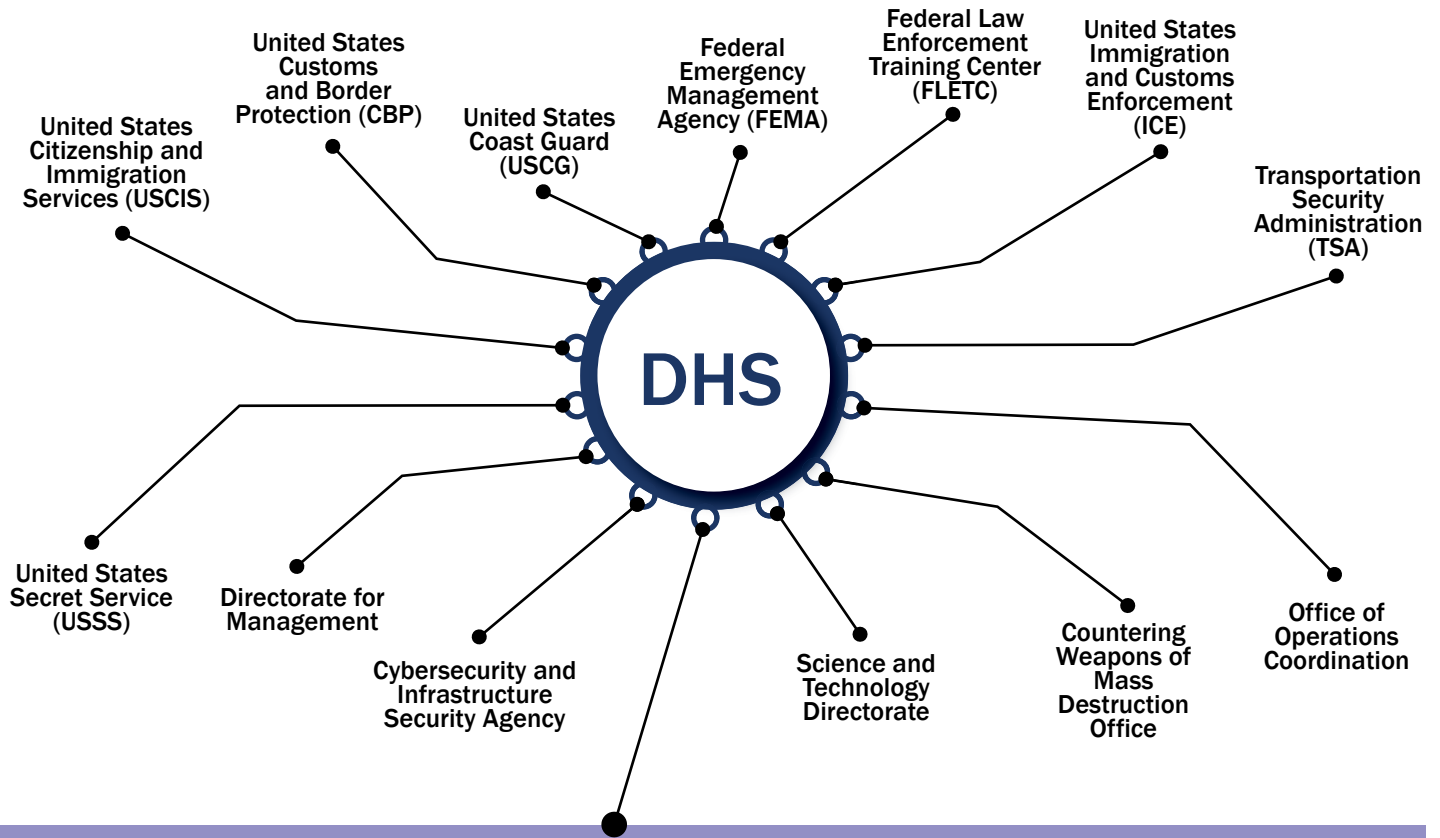 United States
Citizenship and
Immigration
Services (USCIS)
United States
Customs
and Border
Protection (CBP)
United States
Coast Guard
(USCG)
Federal
Emergency
Management
Agency (FEMA)
Federal Law
Enforcement
Training Center
(FLETC)
United States
Immigration
and Customs
Enforcement
(ICE)
Transportation
Security
Administration
(TSA)
DHS
United States
Secret Service
(USSS)
Directorate for
Management
Cybersecurity and
Infrastructure
Security Agency
Science and
Technology
Directorate
Countering
Weapons of
Mass
Destruction
Office
Office of
Operations
Coordination